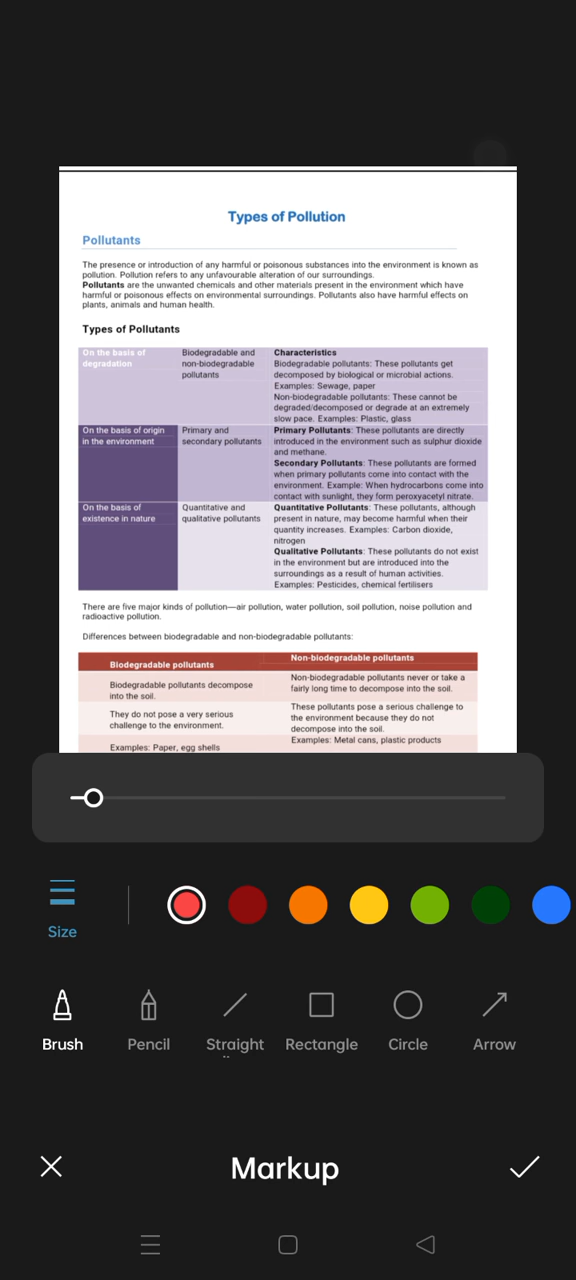 Types of Pollution
Pollutants
The presence or introduction of any harmful or poisonous substances into the environment is known as
pollution. Pollution refers to any unfavourable alteration of our surroundings.
Pollutants are the unwanted chemicals and other materials present in the environment which have
harmful or poisonous effects on environmental surroundings. Pollutants also have harmful effects on
plants, animals and human health.
Types of Pollutants
On the basis of
degradation
Biodegradable and
non-biodegradable
pollutants
Characteristics
Biodegradable pollutants: These pollutants get
decomposed by biological or microbial actions.
Examples: Sewage, paper
Non-biodegradable pollutants: These cannot be
degraded/decomposed or degrade at an extremely
slow pace. Examples: Plastic, glass
On the basis of origin
in the environment
Primary and
secondary pollutants
Primary Pollutants: These pollutants are directly
introduced in the environment such as sulphur dioxide
and methane.
Secondary Pollutants: These pollutants are formed
when primary pollutants come into contact with the
environment. Example: When hydrocarbons come into
contact with sunlight, they form peroxyacetyl nitrate.
On the basis of
existence in nature
Quantitative and
qualitative pollutants
Quantitative Pollutants: These pollutants, although
present in nature, may become harmful when their
quantity increases. Examples: Carbon dioxide,
nitrogen
Qualitative Pollutants: These pollutants do not exist
in the environment but are introduced into the
surroundings as a result of human activities.
Examples: Pesticides, chemical fertilisers
There are five major kinds of pollution—air pollution, water pollution, soil pollution, noise pollution and
radioactive pollution.
Differences between biodegradable and non-biodegradable pollutants:
Biodegradable pollutants
Non-biodegradable pollutants
Biodegradable pollutants decompose
into the soil.
Non-biodegradable pollutants never or take a
fairly long time to decompose into the soil.
They do not pose a very serious
challenge to the environment.
These pollutants pose a serious challenge to
the environment because they do not
decompose into the soil.
Examples: Paper, egg shells
Examples: Metal cans, plastic products
Size
Brush
Pencil
Straight
Rectangle
Circle
Arrow
Markup